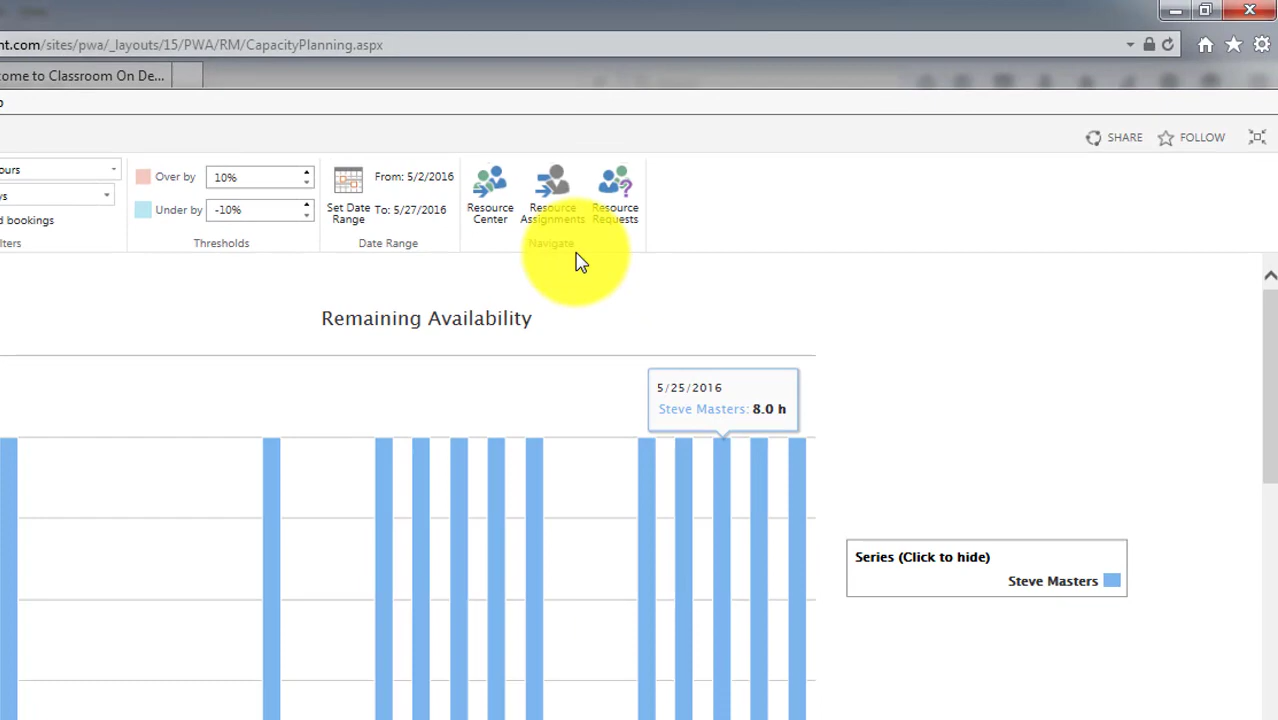 nt.com/sites/pwa/_layouts/15/PWA/RM/CapacityPlanning.aspx
ome to Classroom On De...
SHARE
FOLLOW
ours
Over by
10%
From: 5/2/2016
ys
Under by
-10%
Set Date
Range
To: 5/27/2016
Resource
Center
Resource
Assignments
Resource
Requests
d bookings
lters
Thresholds
Date Range
Navigate
Remaining Availability
5/25/2016
Steve Masters: 8.0 h
Series (Click to hide)
Steve Masters